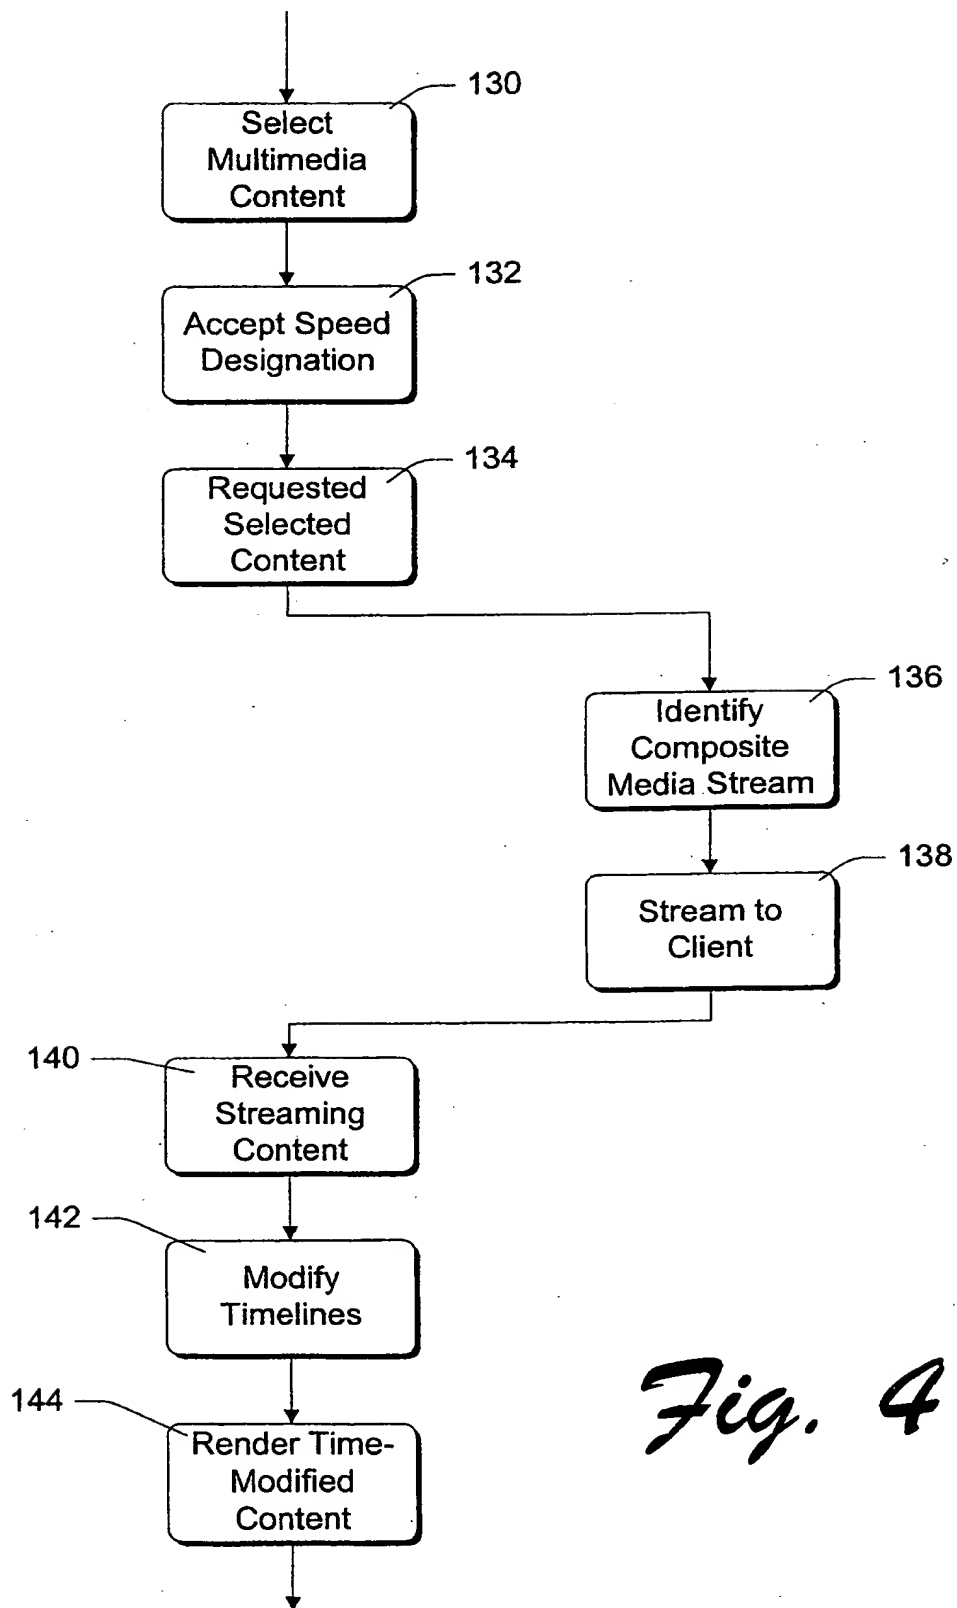 130
Select
Multimedia
Content
132
Accept Speed
Designation
134
Requested
Selected
Content
136
Identify
Composite
Media Stream
138
Stream to
Client
140
Receive
Streaming
Content
142
Modify
Timelines
144
Render Time-
Modified
Content
Fig. 4